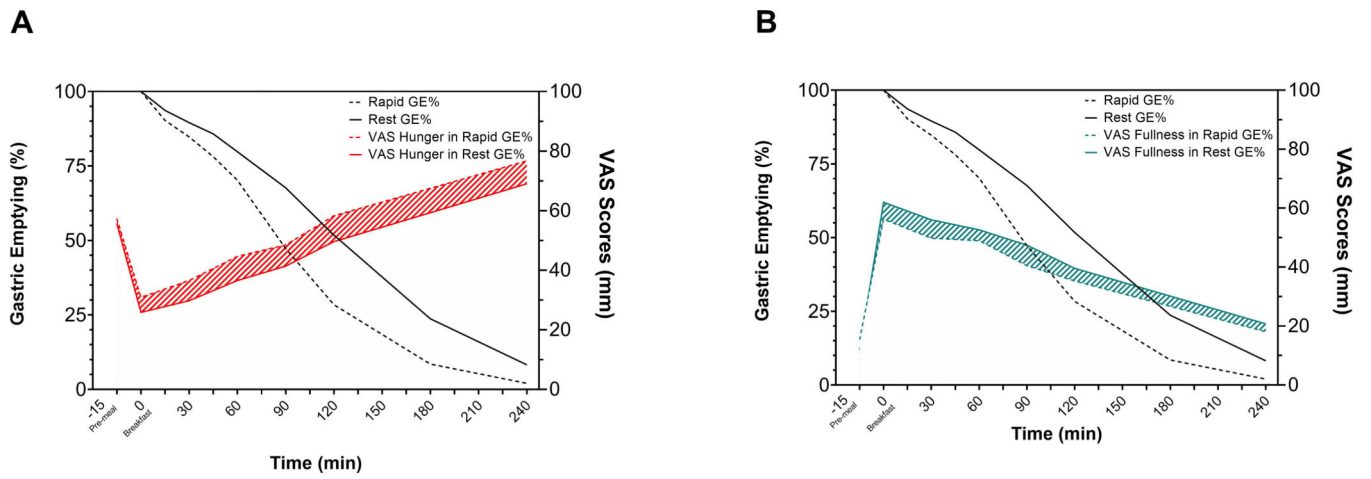 A
Gastric Emptying (%)
100
75
50
25
0
Rapid GE%
Rest GE%
VAS Hunger in Rapid GE%
VAS Hunger in Rest GE%
100
80
60
40
20
0
VAS Scores (mm)
-15 0 30 60 90 120 150 180 210 240
Pre-meal Breakfast
Time (min)
B
Gastric Emptying (%)
100
75
50
25
0
Rapid GE%
Rest GE%
VAS Fullness in Rapid GE%
VAS Fullness in Rest GE%
100
80
60
40
20
0
VAS Scores (mm)
-15 0 30 60 90 120 150 180 210 240
Pre-meal Breakfast
Time (min)